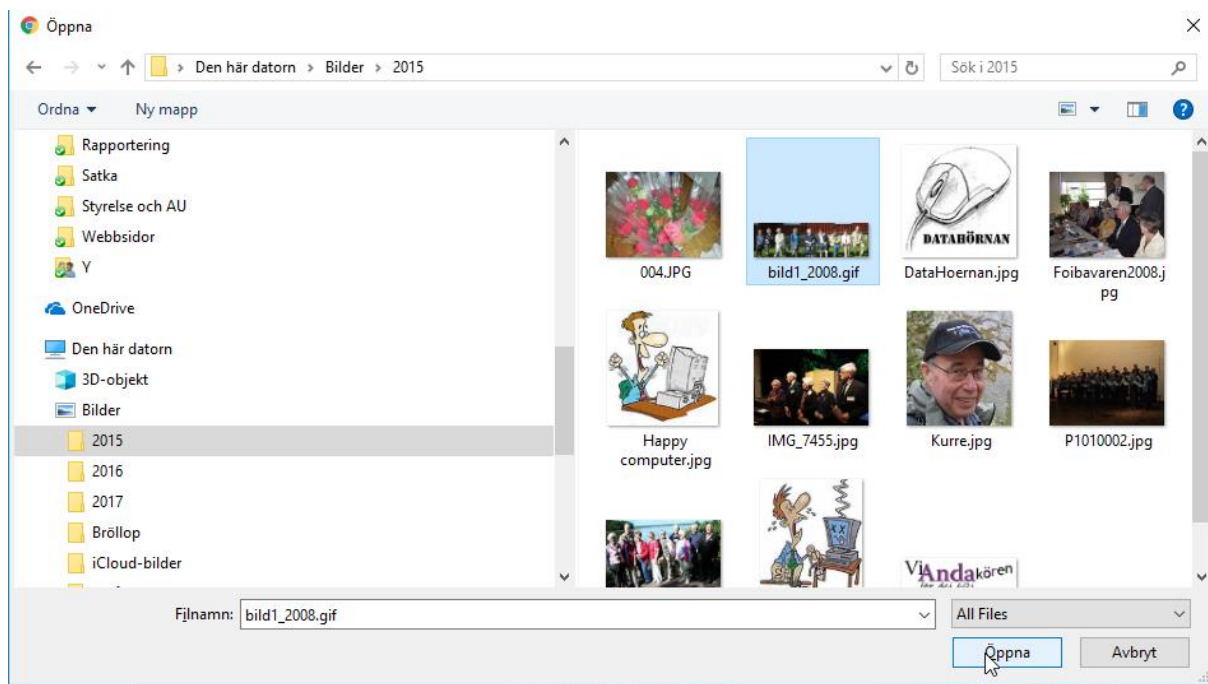 Öppna
Den här datorn > Bilder > 2015
Sök i 2015
Ordna
Ny mapp
Rapportering
Satka
Styrelse och AU
Webbsidor
Y
OneDrive
Den här datorn
3D-objekt
Bilder
2015
2016
2017
Bröllop
iCloud-bilder
004.JPG
bild1_2008.gif
DATAHÖRNAN
DataHoernan.jpg
Foibavaren2008.j
pg
Happy
computer.jpg
IMG_7455.jpg
Kurre.jpg
P1010002.jpg
ViAndakören
Filnamn:
bild1_2008.gif
All Files
Öppna
Avbryt